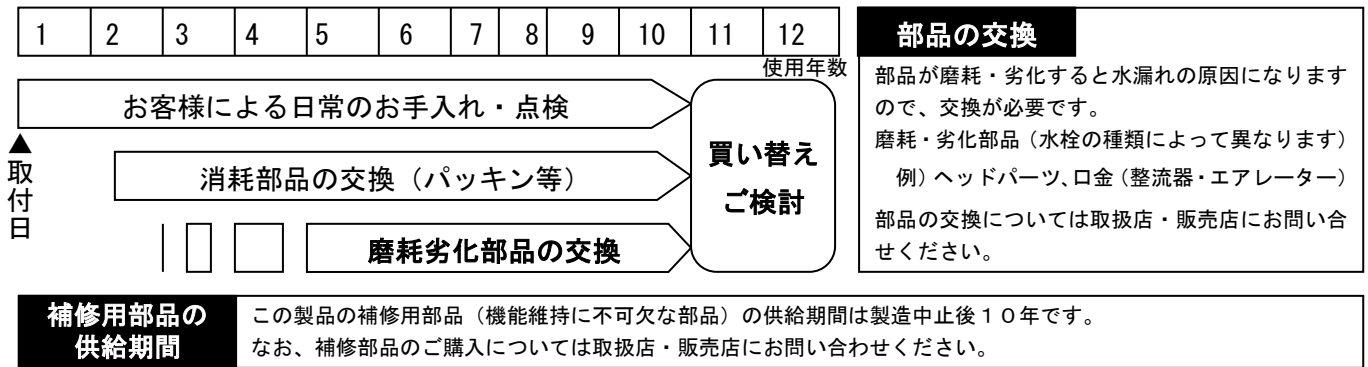 1 2 3 4 5 6 7 8 9 10 11 12
使用年数
お客様による日常のお手入れ・点検
▲取付日
消耗部品の交換（パッキン等）
磨耗劣化部品の交換
買い替え
ご検討
部品の交換
部品が磨耗・劣化すると水漏れの原因になります
ので、交換が必要です。
磨耗・劣化部品（水栓の種類によって異なります）
例）ヘッドパーツ、口金（整流器・エアレーター）
部品の交換については取扱店・販売店にお問い合
せください。
補修用部品の
供給期間
この製品の補修用部品（機能維持に不可欠な部品）の供給期間は製造中止後１０年です。
なお、補修部品のご購入については取扱店・販売店にお問い合わせください。